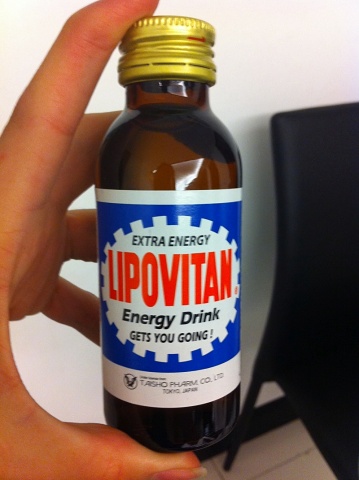 EXTRA ENERGY
LIPOVITAN
Energy Drink
GETS YOU GOING !
TAISHO PHARM. CO., LTD.
TOKYO, JAPAN